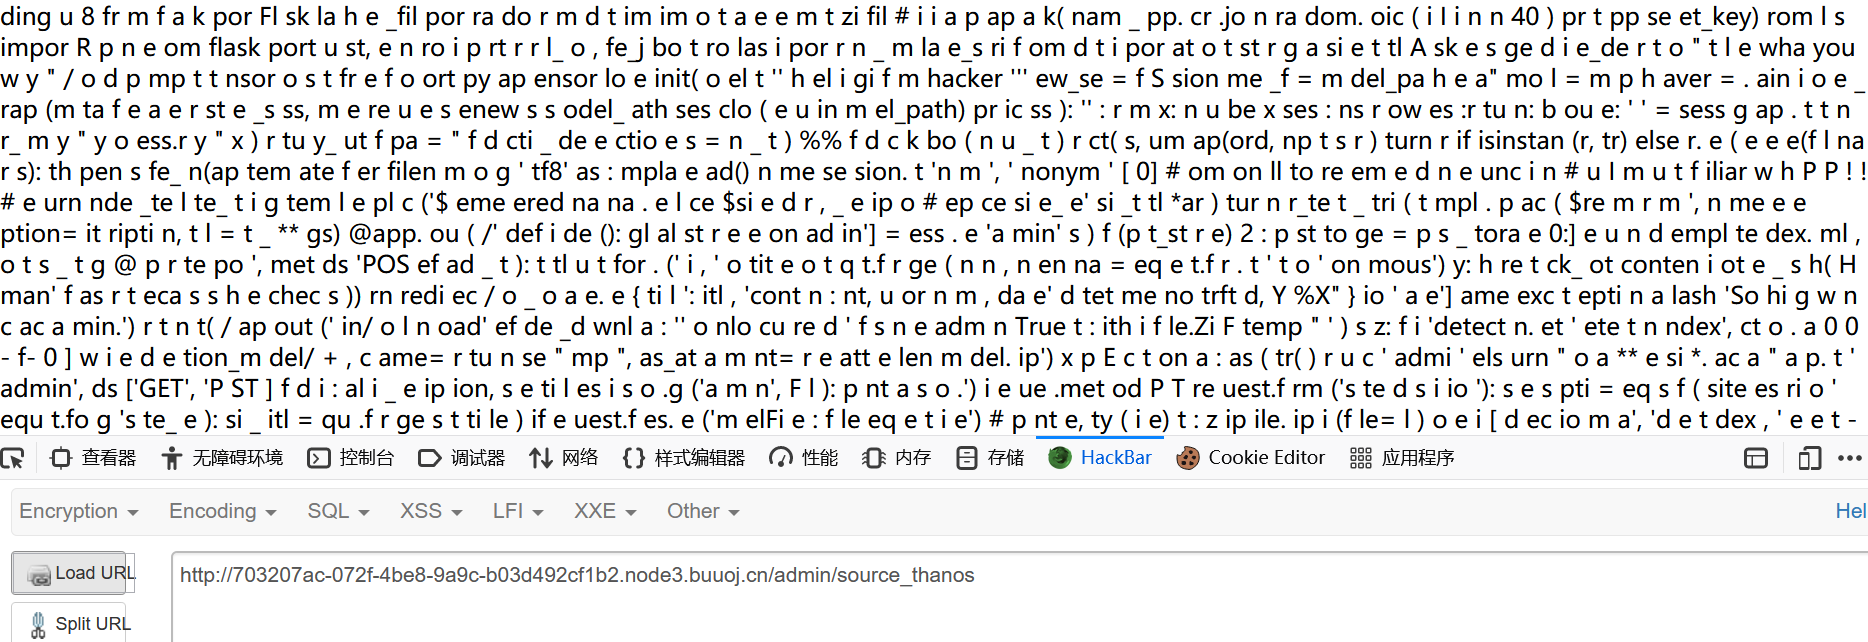 ding u 8 fr m f a k por Fl sk la h e _fil por ra do r m d t im im o t a e e m t zi fil # i i a p ap a k( nam _ pp. cr .jo n ra dom. oic ( i l i n n 40 ) pr t pp se et_key) rom l s
impor R p n e om flask port u st, e n ro i p rt r r l_o , fe_j bo t ro las i por r n _ m la e_s ri f om d t i por at o t st r g a si e t tl A sk e s ge d i e_de r t o " t l e wha you
w y " / o d p mp t t nsor o s t fr e f o ort py ap ensor lo e init( o el t '' h el i gi f m hacker ''' ew_se = f S sion me _f = m del_pa h e a" mo l = m p h aver = . ain i o e _
rap (m ta f e a e r st e _s ss, m e re u e s enew s s odel_ ath ses clo ( e u in m el_path) pr ic ss ): '' : r m x: n u be x ses : ns r ow es :r tu n: b ou e: ' ' = sess g ap . t t n
r_ m y " y o ess.r y " x ) r tu y_ ut f pa = " f d cti _ de e ctio e s = n _ t ) %% f d c k bo ( n u _ t ) r ct( s, um ap(ord, np t s r ) turn r if isinstan (r, tr) else r. e ( e e e(f l na
r s): th pen s fe_ n(ap tem ate f er filen m o g ' tf8' as : mpla e ad() n me se sion. t 'n m ', ' nonym ' [ 0] # om on ll to re em e d n e unc i n # u l m u t f iliar w h P P ! !
# e urn nde _te l te_ t i g tem l e pl c ('$ eme ered na na . e l ce $si e d r , _ e ip o # ep ce si e_ e' si _t tl *ar ) tur n r_te t _ tri ( t mpl . p ac ( $re m r m ', n me e e
ption= it ripti n, t l = t _ ** gs) @app. ou ( /' def i de (): gl al st r e e on ad in'] = ess . e 'a min' s ) f (p t_st r e) 2 : p st to ge = p s _ tora e 0:] e u n d empl te dex. ml ,
o t s _ t g @ p r te po ', met ds 'POS ef ad _ t ): t tl u t for . (' i , ' o tit e o t q t.f r ge ( n n , n en na = eq e t.f r . t ' t o ' on mous') y: h re t ck_ ot conten i ot e _ s h( H
man' f as r t eca s s h e chec s )) rn redi ec / o _ o a e. e { ti l ': itl , 'cont n : nt, u or n m , da e' d tet me no trft d, Y %X" } io ' a e'] ame exc t epti n a lash 'So hi g w n
c ac a min.') r t n t( / ap out (' in/ o l n oad' ef de _d wnl a : '' o nlo cu re d ' f s n e adm n True t : ith i f le.Zi F temp " ' ) s z: f i 'detect n. et ' ete t n ndex', ct o . a 0 0
- f- 0 ] w i e d e tion_m del/ + , c ame= r tu n se " mp ", as_at a m nt= r e att e len m del. ip') x p E c t on a : as ( tr( ) r u c ' admi ' els urn " o a ** e si *. ac a " a p. t '
admin', ds ['GET', 'P ST ] f d i : al i _ e ip ion, s e ti l es i s o .g ('a m n', F l ): p nt a s o .') i e ue .met od P T re uest.f rm ('s te d s i io '): s e s pti = eq s f ( site es ri o '
equ t.fo g 's te_ e ): si _ itl = qu .f r ge s t ti le ) if e uest.f es. e ('m elFi e : f le eq e t i e') # p nt e, ty ( i e) t : z ip ile. ip i (f le= l ) o e i [ d ec io m a', 'd e t dex , ' e e t -
查看器 无障碍环境 控制台 调试器 网络 样式编辑器 性能 内存 存储 HackBar Cookie Editor 应用程序
Encryption Encoding SQL XSS LFI XXE Other Hel
Load URL http://703207ac-072f-4be8-9a9c-b03d492cf1b2.node3.buuoj.cn/admin/source_thanos
Split URL